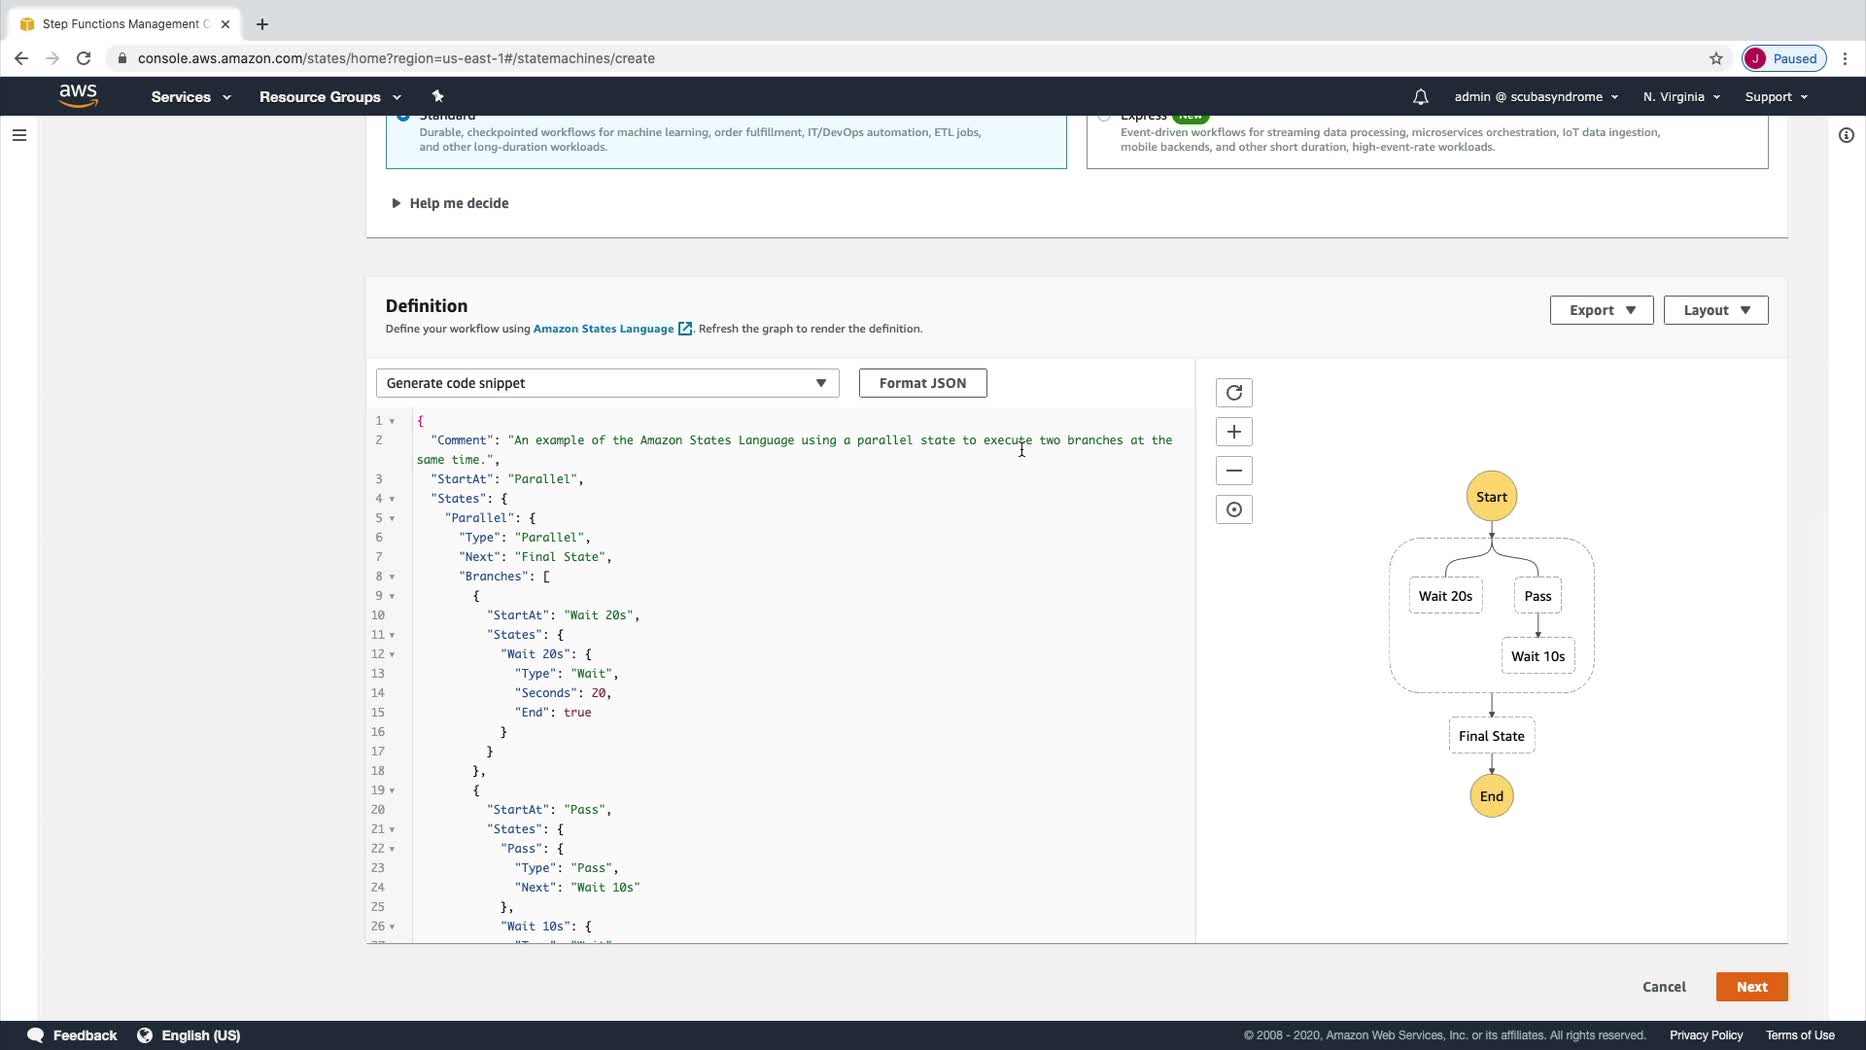 Step Functions Management C
console.aws.amazon.com/states/home?region=us-east-1#/statemachines/create
J Paused
aws Services Resource Groups admin @ scubasyndrome N. Virginia Support
Standard
Durable, checkpointed workflows for machine learning, order fulfillment, IT/DevOps automation, ETL jobs,
and other long-duration workloads.
Express New
Event-driven workflows for streaming data processing, microservices orchestration, IoT data ingestion,
mobile backends, and other short duration, high-event-rate workloads.
Help me decide
Definition
Define your workflow using Amazon States Language. Refresh the graph to render the definition.
Export Layout
Generate code snippet Format JSON
1 {
2 "Comment": "An example of the Amazon States Language using a parallel state to execute two branches at the
same time.",
3 "StartAt": "Parallel",
4 "States": {
5 "Parallel": {
6 "Type": "Parallel",
7 "Next": "Final State",
8 "Branches": [
9 {
10 "StartAt": "Wait 20s",
11 "States": {
12 "Wait 20s": {
13 "Type": "Wait",
14 "Seconds": 20,
15 "End": true
16 }
17 }
18 },
19 {
20 "StartAt": "Pass",
21 "States": {
22 "Pass": {
23 "Type": "Pass",
24 "Next": "Wait 10s"
25 },
26 "Wait 10s": {
Start
Wait 20s Pass
Wait 10s
Final State
End
Cancel Next
Feedback English (US) © 2008 - 2020, Amazon Web Services, Inc. or its affiliates. All rights reserved. Privacy Policy Terms of Use